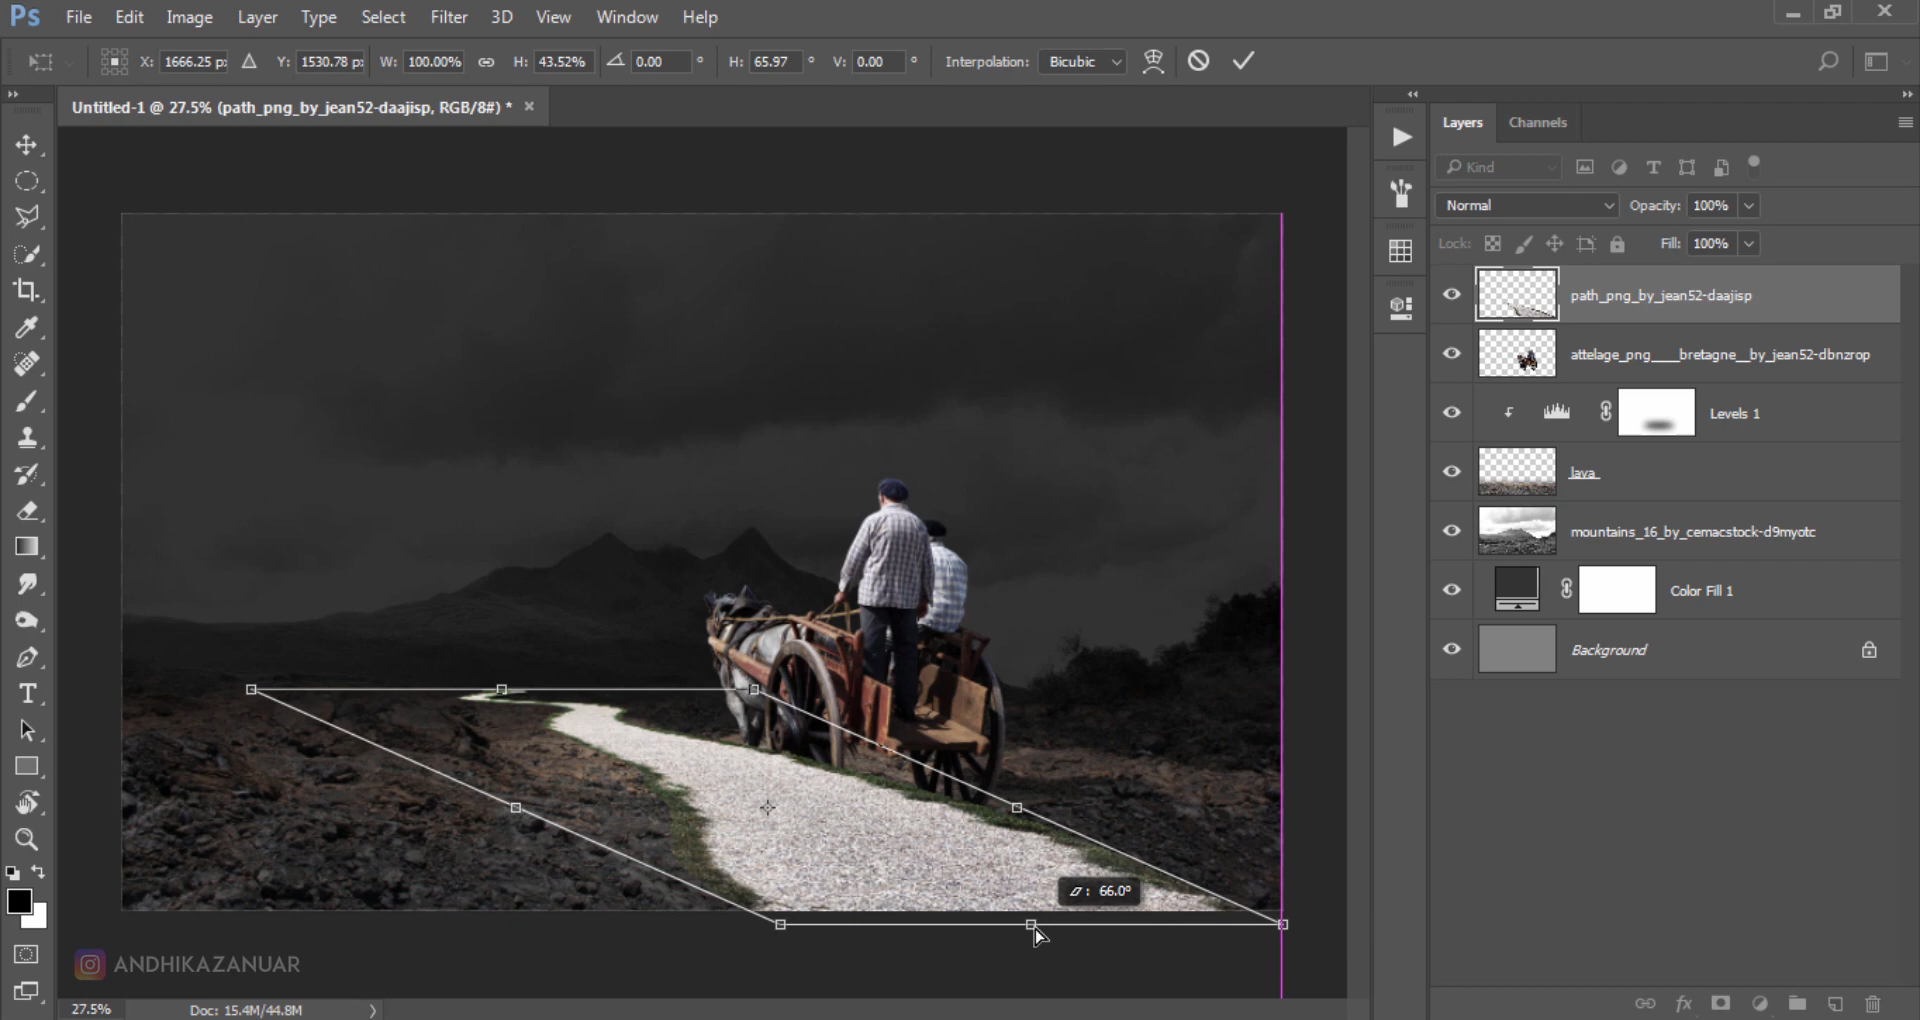 Ps File Edit Image Layer Type Select Filter 3D View Window Help
X: 1666.25 p Y: 1530.78 p W: 100.00% H: 43.52% 0.00 ° H: 65.97 ° V: 0.00 ° Interpolation: Bicubic
Untitled-1 @ 27.5% (path_png_by_jean52-daajisp, RGB/8#) * ×
Layers Channels
Kind
Normal Opacity: 100%
Lock: Fill: 100%
path_png_by_jean52-daajisp
attelage_png___bretagne__by_jean52-dbnzrop
Levels 1
lava
mountains_16_by_cemacstock-d9myotc
Color Fill 1
Background
: 66.0°
ANDHIKAZANUAR
27.5% Doc: 15.4M/44.8M
fx